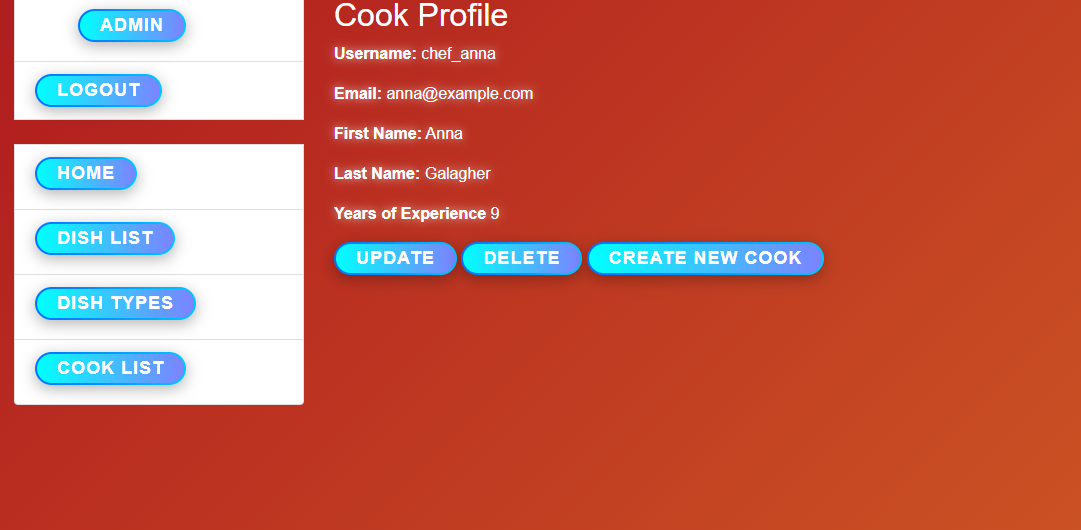 ADMIN
LOGOUT
HOME
DISH LIST
DISH TYPES
COOK LIST
Cook Profile
Username: chef_anna
Email: anna@example.com
First Name: Anna
Last Name: Galagher
Years of Experience 9
UPDATE DELETE CREATE NEW COOK